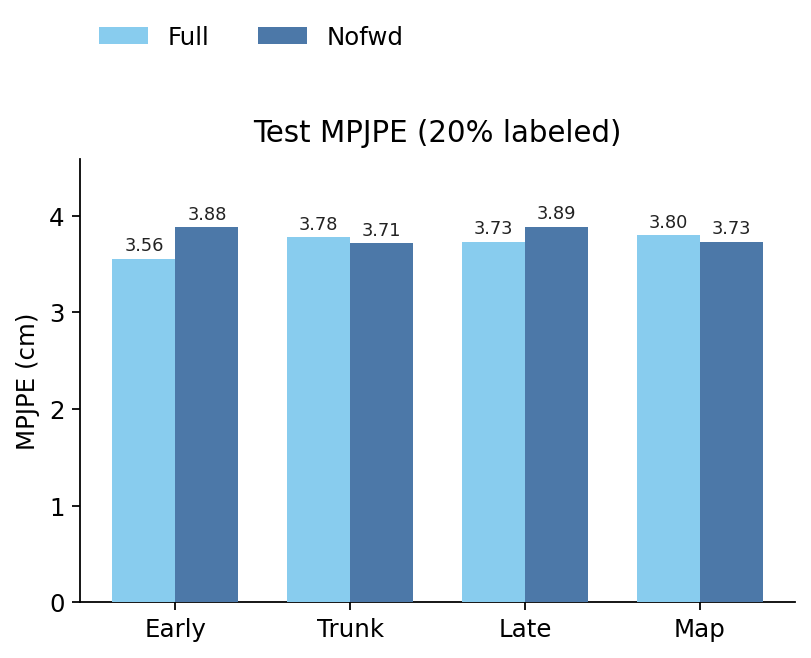 Full Nofwd
Test MPJPE (20% labeled)
MPJPE (cm)
4
3
2
1
0
3.56 3.88 3.78 3.71 3.73 3.89 3.80 3.73
Early Trunk Late Map